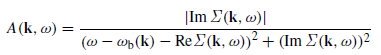 A(k, ω) = |Im Σ(k, ω)| / (ω − ω_b(k) − Re Σ(k, ω))² + (Im Σ(k, ω))²